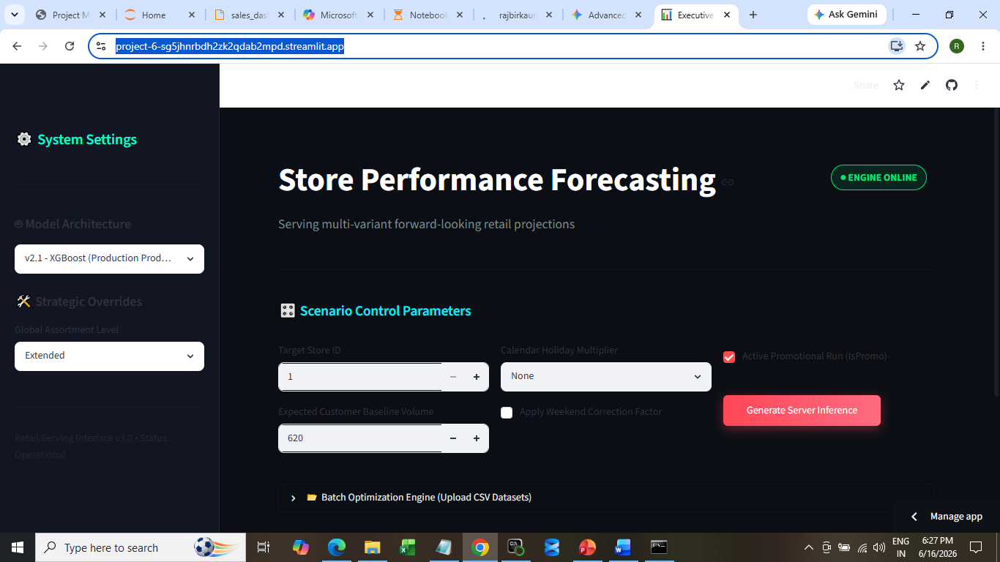 Project M
Home
sales_das
Microsoft
Noteboo
rajbirkaur
Advanced
Executive
Ask Gemini
project-6-sg5jhnrbdh2zk2qdab2mpd.streamlit.app
R
Share
System Settings
Store Performance Forecasting
ENGINE ONLINE
Serving multi-variant forward-looking retail projections
Model Architecture
v2.1 - XGBoost (Production Prod...
Strategic Overrides
Global Assortment Level
Extended
Scenario Control Parameters
Target Store ID
Calendar Holiday Multiplier
Active Promotional Run (IsPromo)
1
None
Expected Customer Baseline Volume
Apply Weekend Correction Factor
Generate Server Inference
620
Retail Serving Interface v3.0 • Status:
Operational
Batch Optimization Engine (Upload CSV Datasets)
Manage app
Type here to search
ENG
IN
6:27 PM
6/16/2026